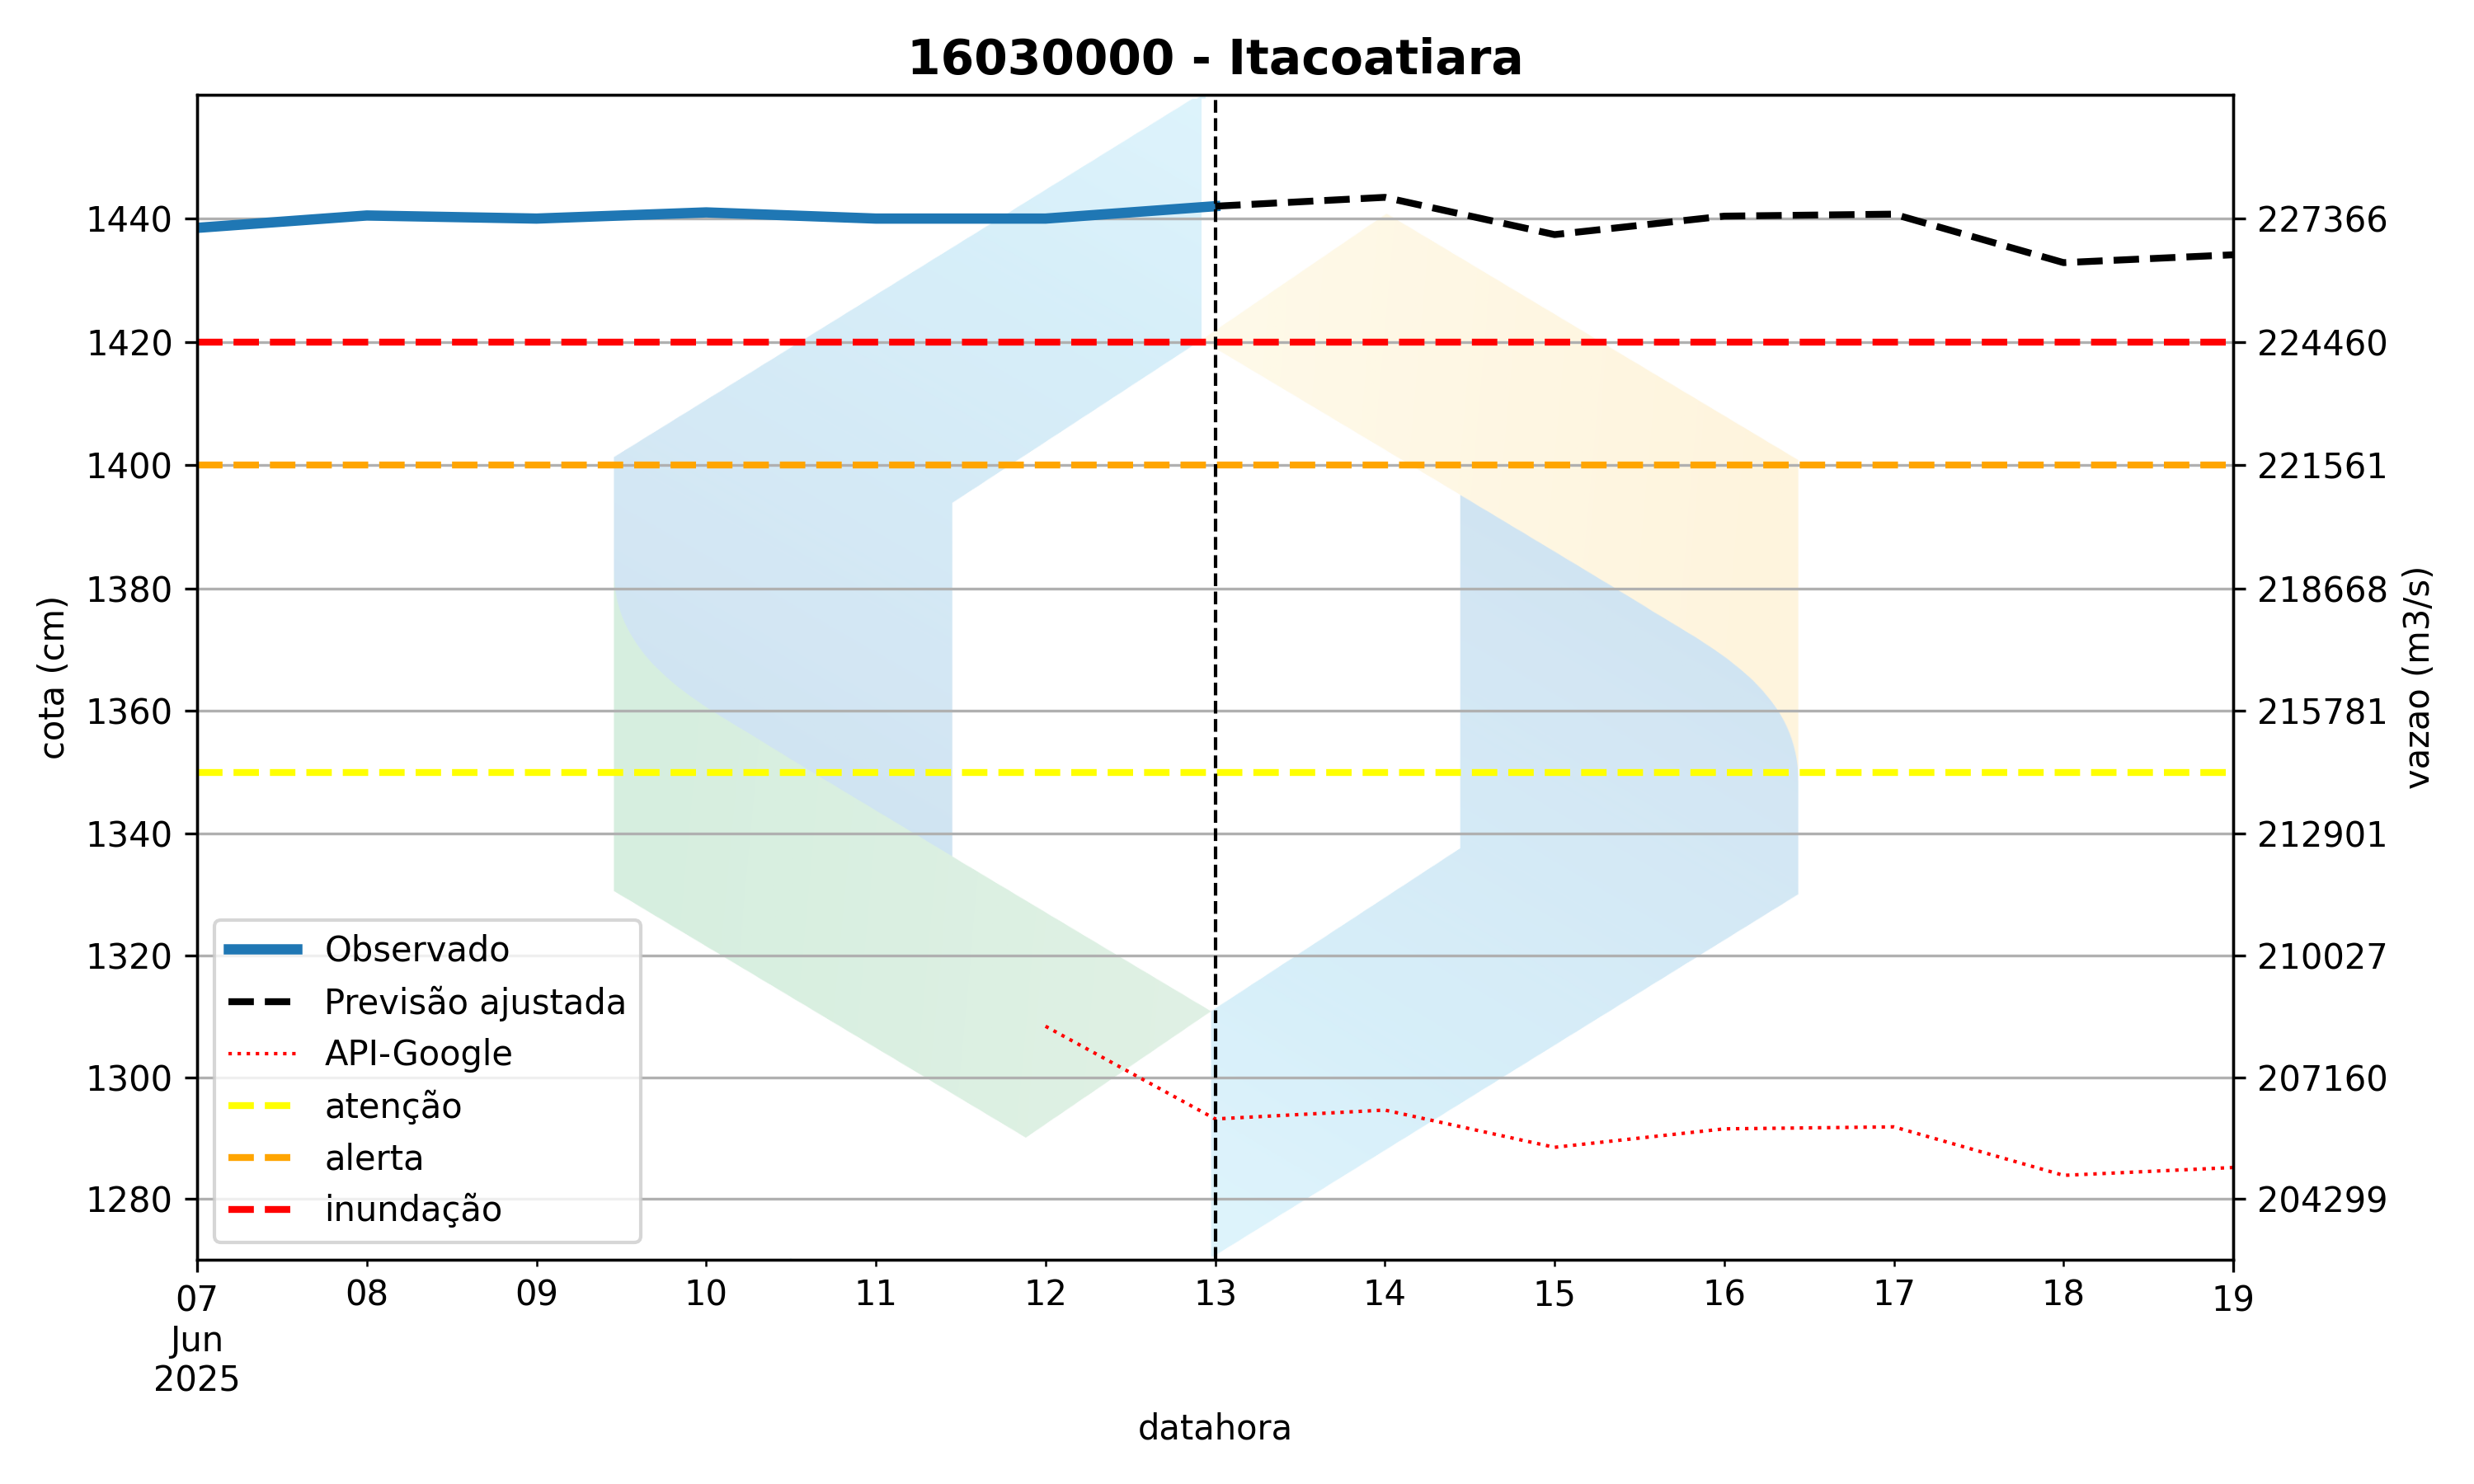 16030000 - Itacoatiara
1440
1420
1400
1380
1360
1340
1320
1300
1280
cota (cm)
227366
224460
221561
218668
215781
212901
210027
207160
204299
vazao (m3/s)
Observado
Previsão ajustada
API-Google
atenção
alerta
inundação
07 08 09 10 11 12 13 14 15 16 17 18 19
Jun
2025
datahora